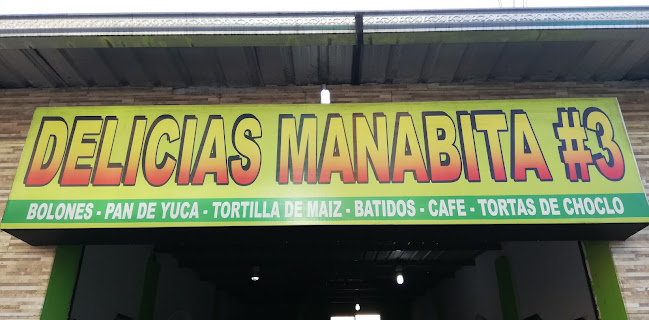 DELICIAS MANABITA #3
BOLONES - PAN DE YUCA - TORTILLA DE MAIZ - BATIDOS - CAFE - TORTAS DE CHOCLO